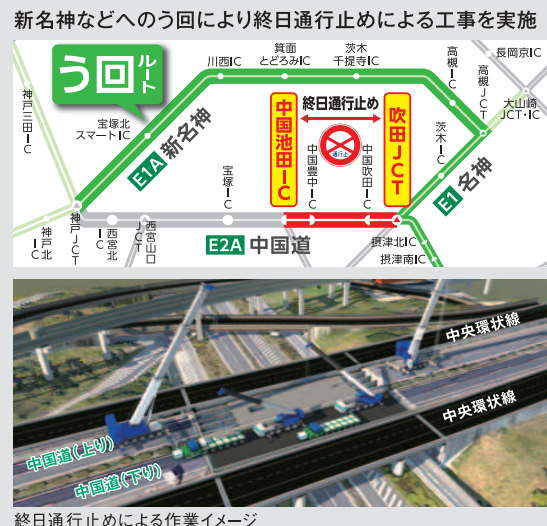 新名神などへのう回により終日通行止めによる工事を実施
う回ルート
川西IC
箕面とどろみIC
茨木千提寺IC
高槻IC
高槻JCT
長岡京IC
大山崎JCT・IC
神戸三田IC
宝塚北スマートIC
E1A 新名神
終日通行止め
中国池田IC
通行止
吹田JCT
中国豊中IC
中国吹田IC
宝塚IC
茨木IC
E1 名神
神戸北IC
神戸JCT
西宮北IC
西宮山口JCT
E2A 中国道
摂津北IC
摂津南IC
中央環状線
中央環状線
中国道(上り)
中国道(下り)
終日通行止めによる作業イメージ